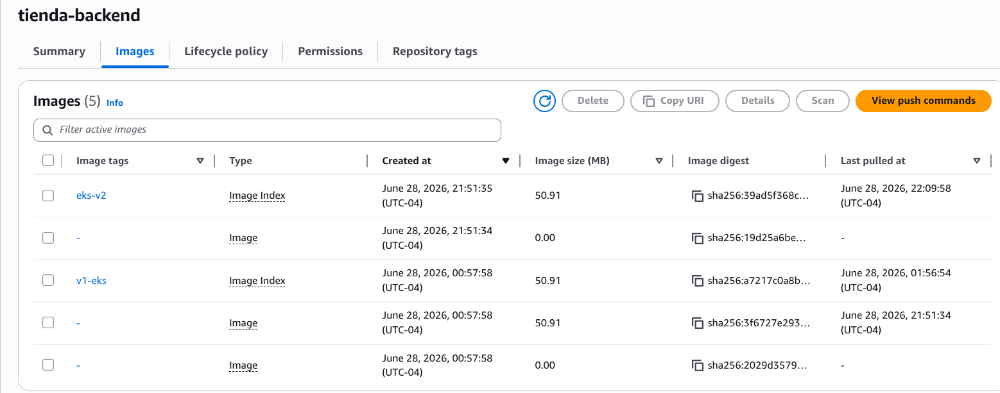 tienda-backend
Summary Images Lifecycle policy Permissions Repository tags
Images (5) Info Delete Copy URI Details Scan View push commands
Filter active images
Image tags Type Created at Image size (MB) Image digest Last pulled at
eks-v2 Image Index June 28, 2026, 21:51:35 (UTC-04) 50.91 sha256:39ad5f368c... June 28, 2026, 22:09:58 (UTC-04)
- Image June 28, 2026, 21:51:34 (UTC-04) 0.00 sha256:19d25a6be... -
v1-eks Image Index June 28, 2026, 00:57:58 (UTC-04) 50.91 sha256:a7217c0a8b... June 28, 2026, 01:56:54 (UTC-04)
- Image June 28, 2026, 00:57:58 (UTC-04) 50.91 sha256:3f6727e293... June 28, 2026, 21:51:34 (UTC-04)
- Image June 28, 2026, 00:57:58 (UTC-04) 0.00 sha256:2029d3579... -